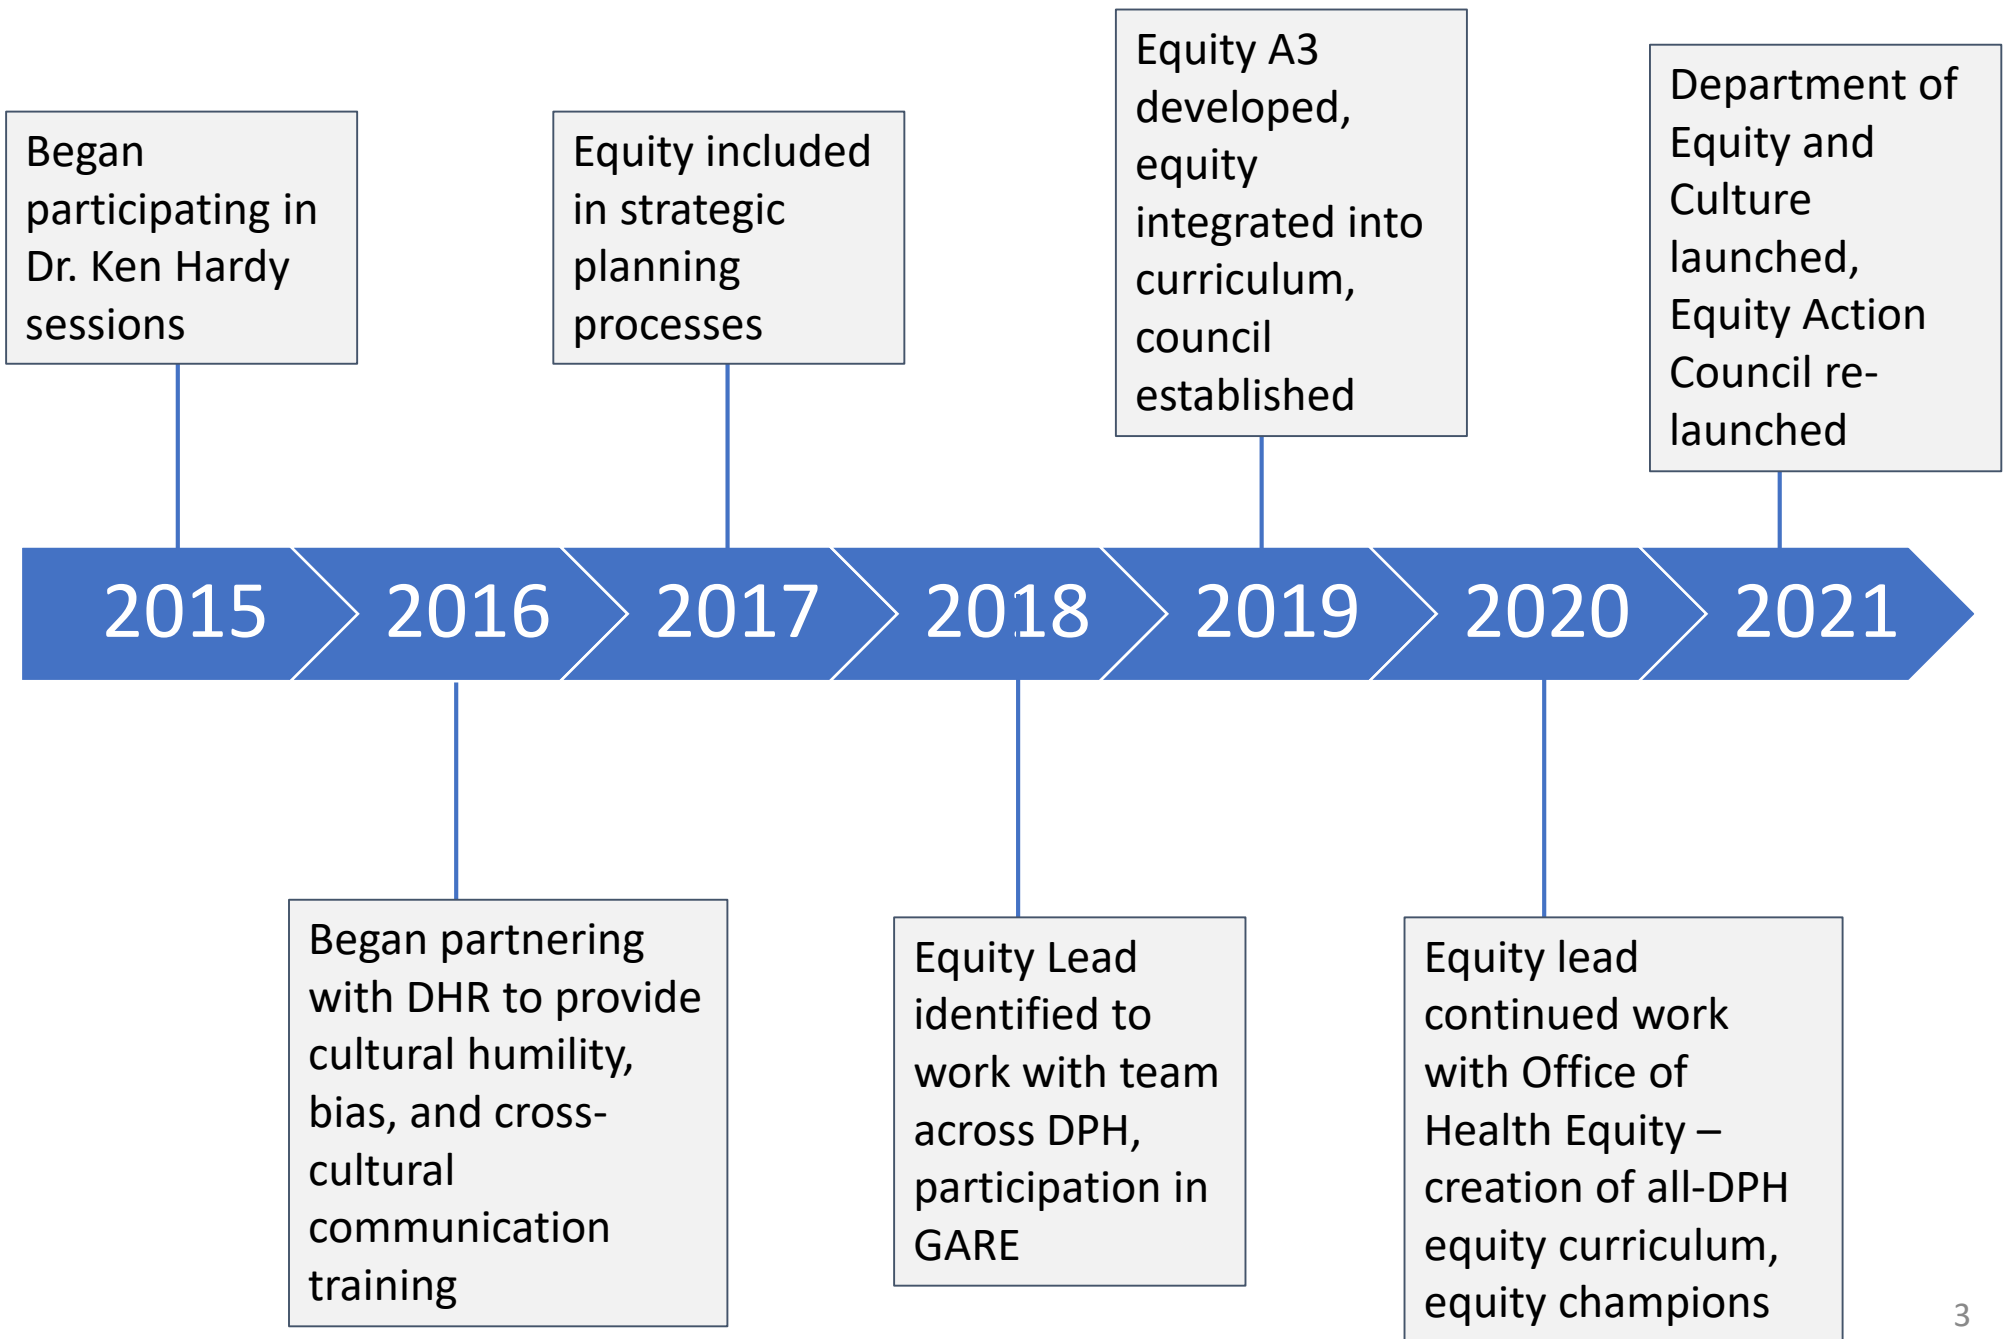 Began
participating in
Dr. Ken Hardy
sessions
Equity included
in strategic
planning
processes
Equity A3
developed,
equity
integrated into
curriculum,
council
established
Department of
Equity and
Culture
launched,
Equity Action
Council re-
launched
2015
2016
2017
2018
2019
2020
2021
Began partnering
with DHR to provide
cultural humility,
bias, and cross-
cultural
communication
training
Equity Lead
identified to
work with team
across DPH,
participation in
GARE
Equity lead
continued work
with Office of
Health Equity –
creation of all-DPH
equity curriculum,
equity champions
3